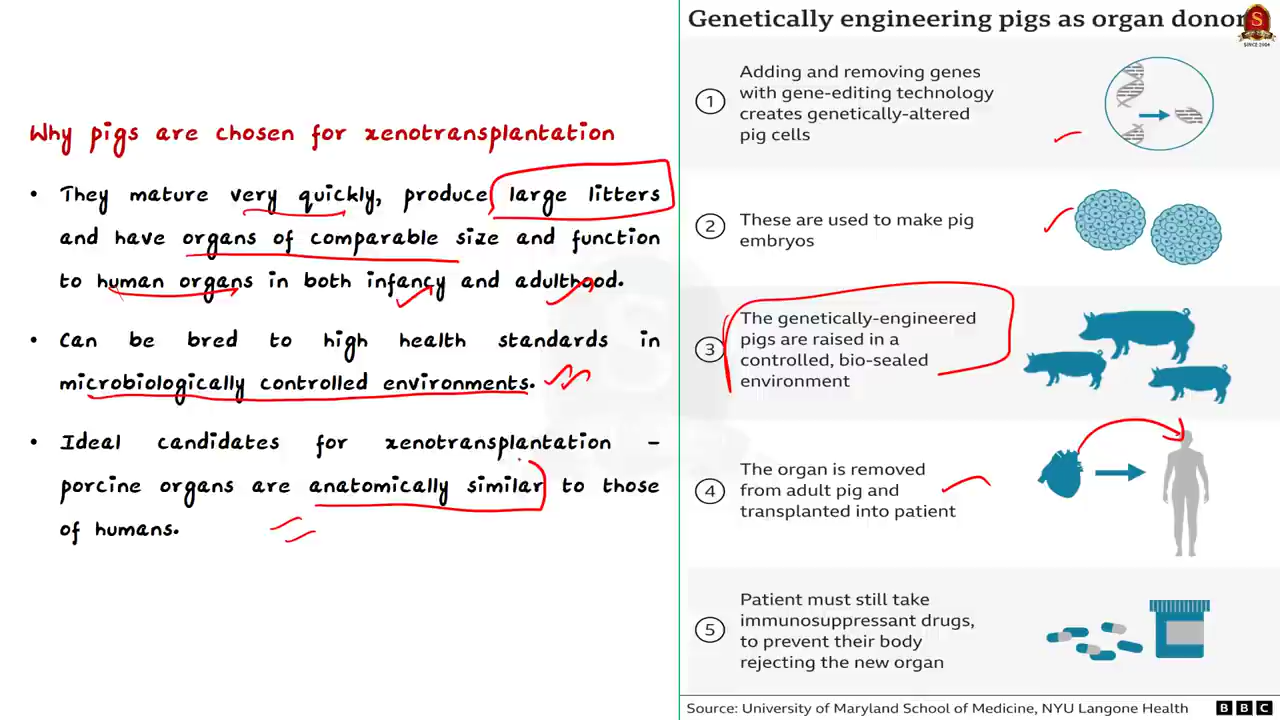 Why pigs are chosen for xenotransplantation
• They mature very quickly, produce large litters
and have organs of comparable size and function
to human organs in both infancy and adulthood.
• Can be bred to high health standards in
microbiologically controlled environments.
• Ideal candidates for xenotransplantation –
porcine organs are anatomically similar to those
of humans.
Genetically engineering pigs as organ donor
S
SINCE 2004
1
Adding and removing genes
with gene-editing technology
creates genetically-altered
pig cells
2
These are used to make pig
embryos
3
The genetically-engineered
pigs are raised in a
controlled, bio-sealed
environment
4
The organ is removed
from adult pig and
transplanted into patient
5
Patient must still take
immunosuppressant drugs,
to prevent their body
rejecting the new organ
Source: University of Maryland School of Medicine, NYU Langone Health
BBC